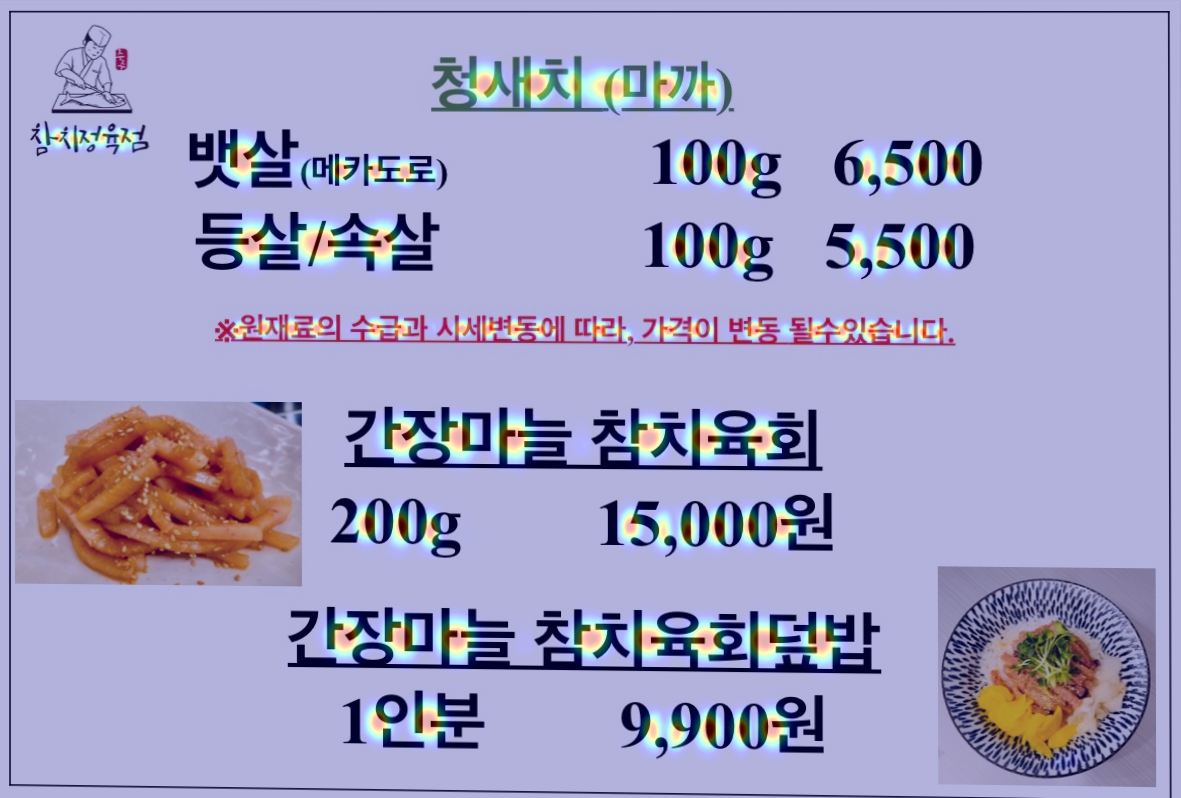 참치정육점
청새치 (마까)
뱃살(메카도로) 100g 6,500
등살/속살 100g 5,500
※원재료의 수급과 시세변동에 따라, 가격이 변동 될수있습니다.
간장마늘 참치육회
200g 15,000원
간장마늘 참치육회덮밥
1인분 9,900원